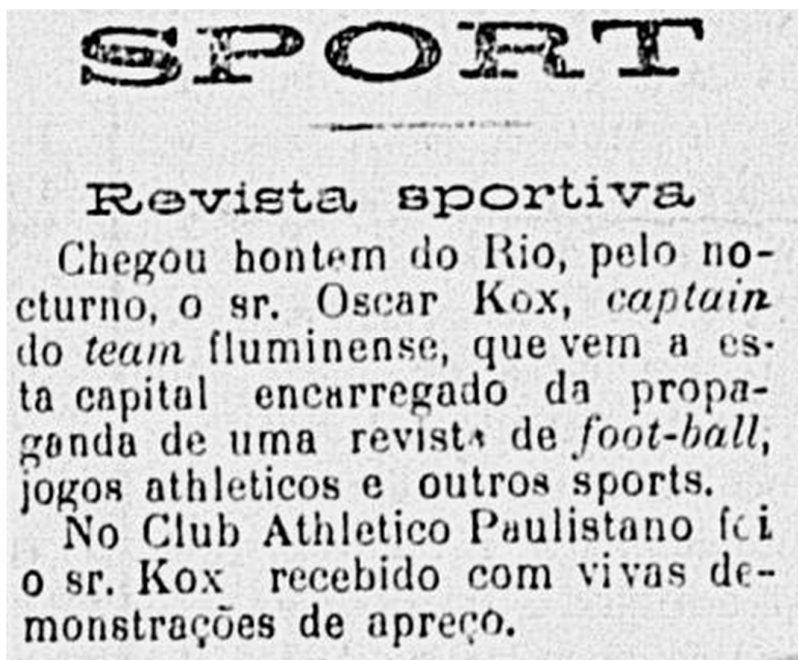 SPORT
Revista sportiva
Chegou hontem do Rio, pelo no-
cturno, o sr. Oscar Kox, captain
do team fluminense, que vem a es-
ta capital encarregado da propa-
ganda de uma revista de foot-ball,
jogos athleticos e outros sports.
No Club Athletico Paulistano foi
o sr. Kox recebido com vivas de-
monstrações de apreço.